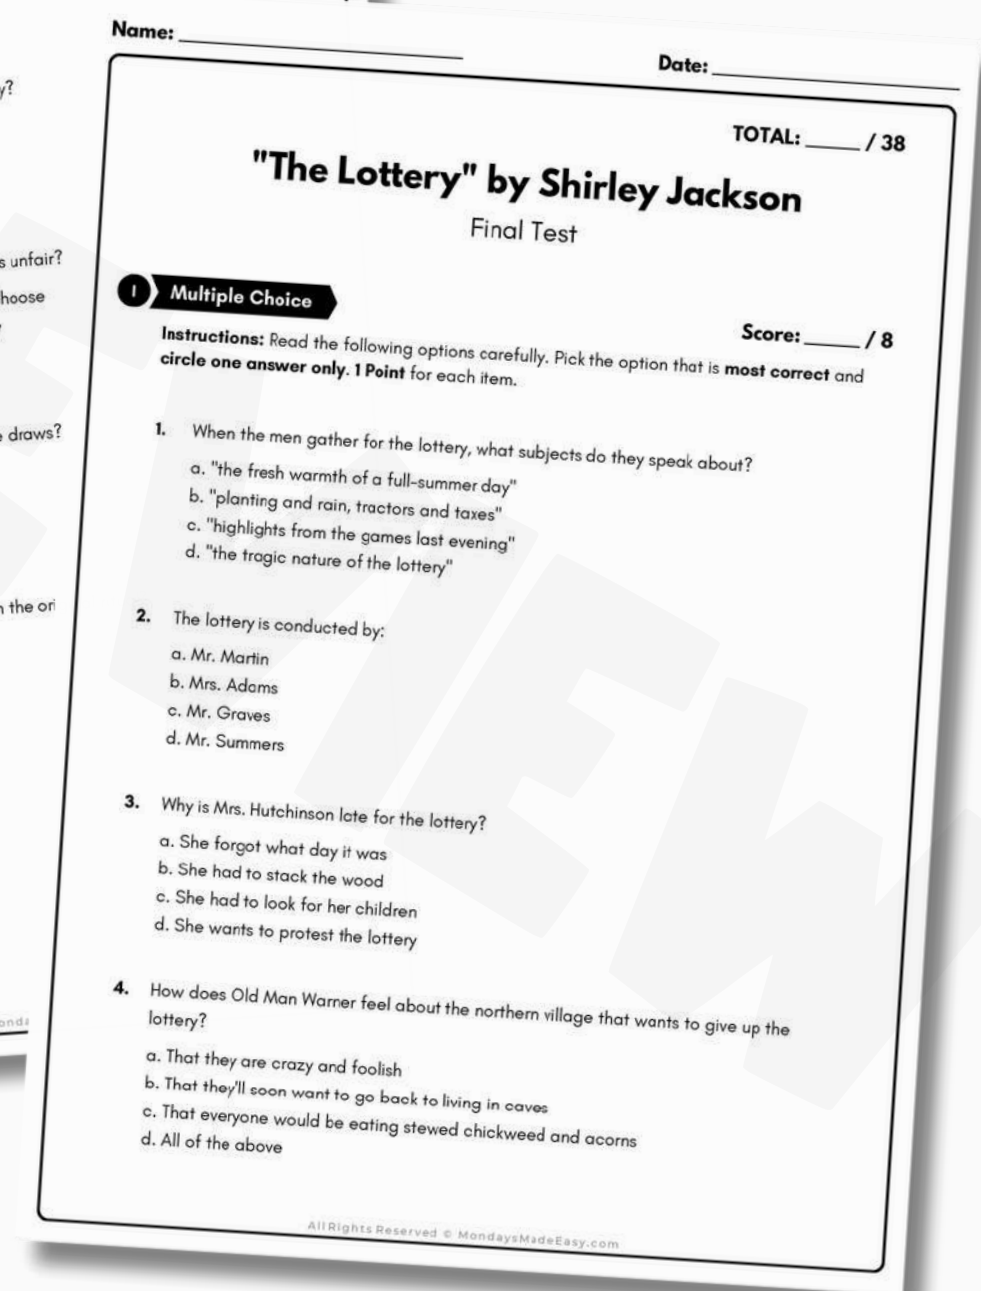 y?
s unfair?
hoose
draws?
the ori
Name:
Date:
TOTAL: / 38
"The Lottery" by Shirley Jackson
Final Test
1 Multiple Choice
Score: / 8
Instructions: Read the following options carefully. Pick the option that is most correct and
circle one answer only. 1 Point for each item.
1. When the men gather for the lottery, what subjects do they speak about?
a. "the fresh warmth of a full-summer day"
b. "planting and rain, tractors and taxes"
c. "highlights from the games last evening"
d. "the tragic nature of the lottery"
2. The lottery is conducted by:
a. Mr. Martin
b. Mrs. Adams
c. Mr. Graves
d. Mr. Summers
3. Why is Mrs. Hutchinson late for the lottery?
a. She forgot what day it was
b. She had to stack the wood
c. She had to look for her children
d. She wants to protest the lottery
4. How does Old Man Warner feel about the northern village that wants to give up the
lottery?
a. That they are crazy and foolish
b. That they'll soon want to go back to living in caves
c. That everyone would be eating stewed chickweed and acorns
d. All of the above
All Rights Reserved © MondaysMadeEasy.com